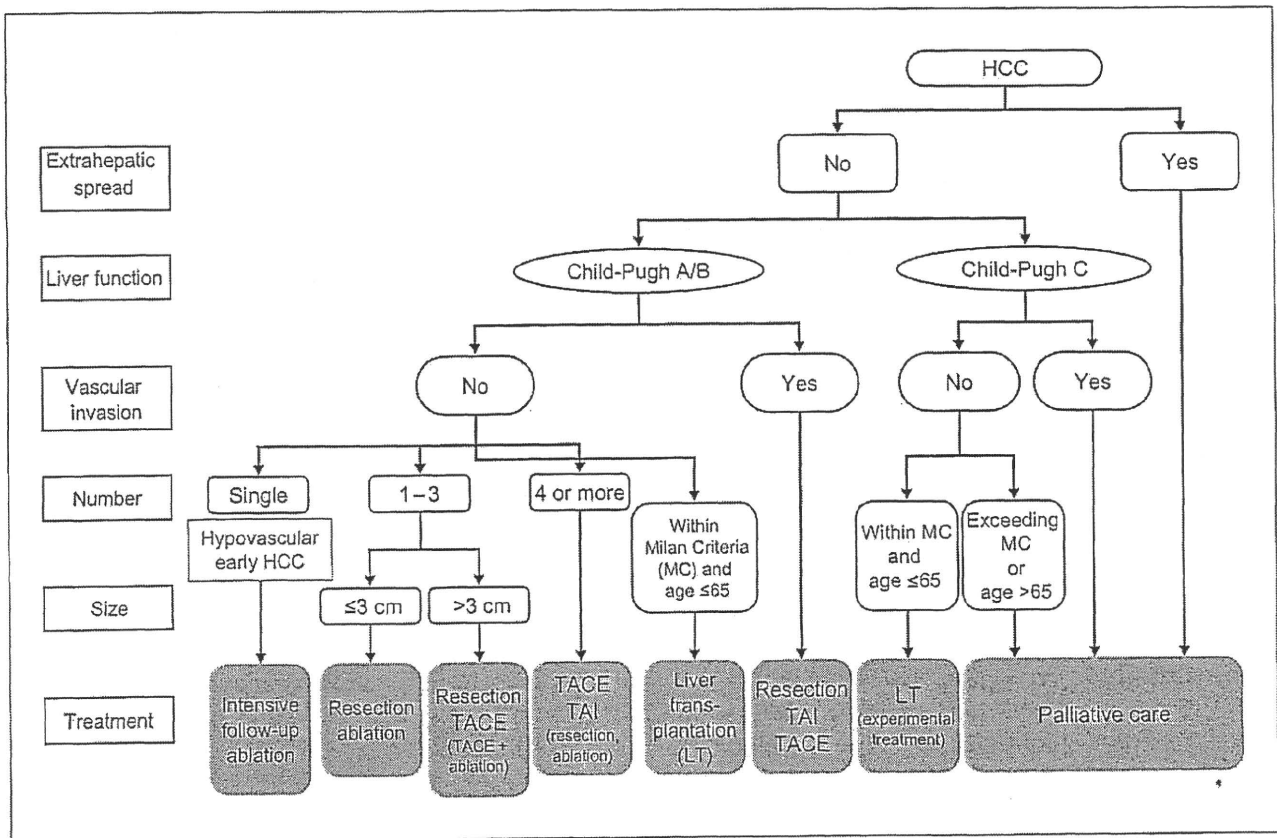 HCC
Extrahepatic
spread
No
Yes
Liver function
Child-Pugh A/B
Child-Pugh C
Vascular
invasion
No
Yes
No
Yes
Number
Single
1–3
4 or more
Within
Milan Criteria
(MC) and
age ≤65
Within MC
and
age ≤65
Exceeding
MC
or
age >65
Hypovascular
early HCC
Size
≤3 cm
>3 cm
Treatment
Intensive
follow-up
ablation
Resection
ablation
Resection
TACE
(TACE +
ablation)
TACE
TAI
(resection,
ablation)
Liver
trans-
plantation
(LT)
Resection
TAI
TACE
LT
(experimental
treatment)
Palliative care